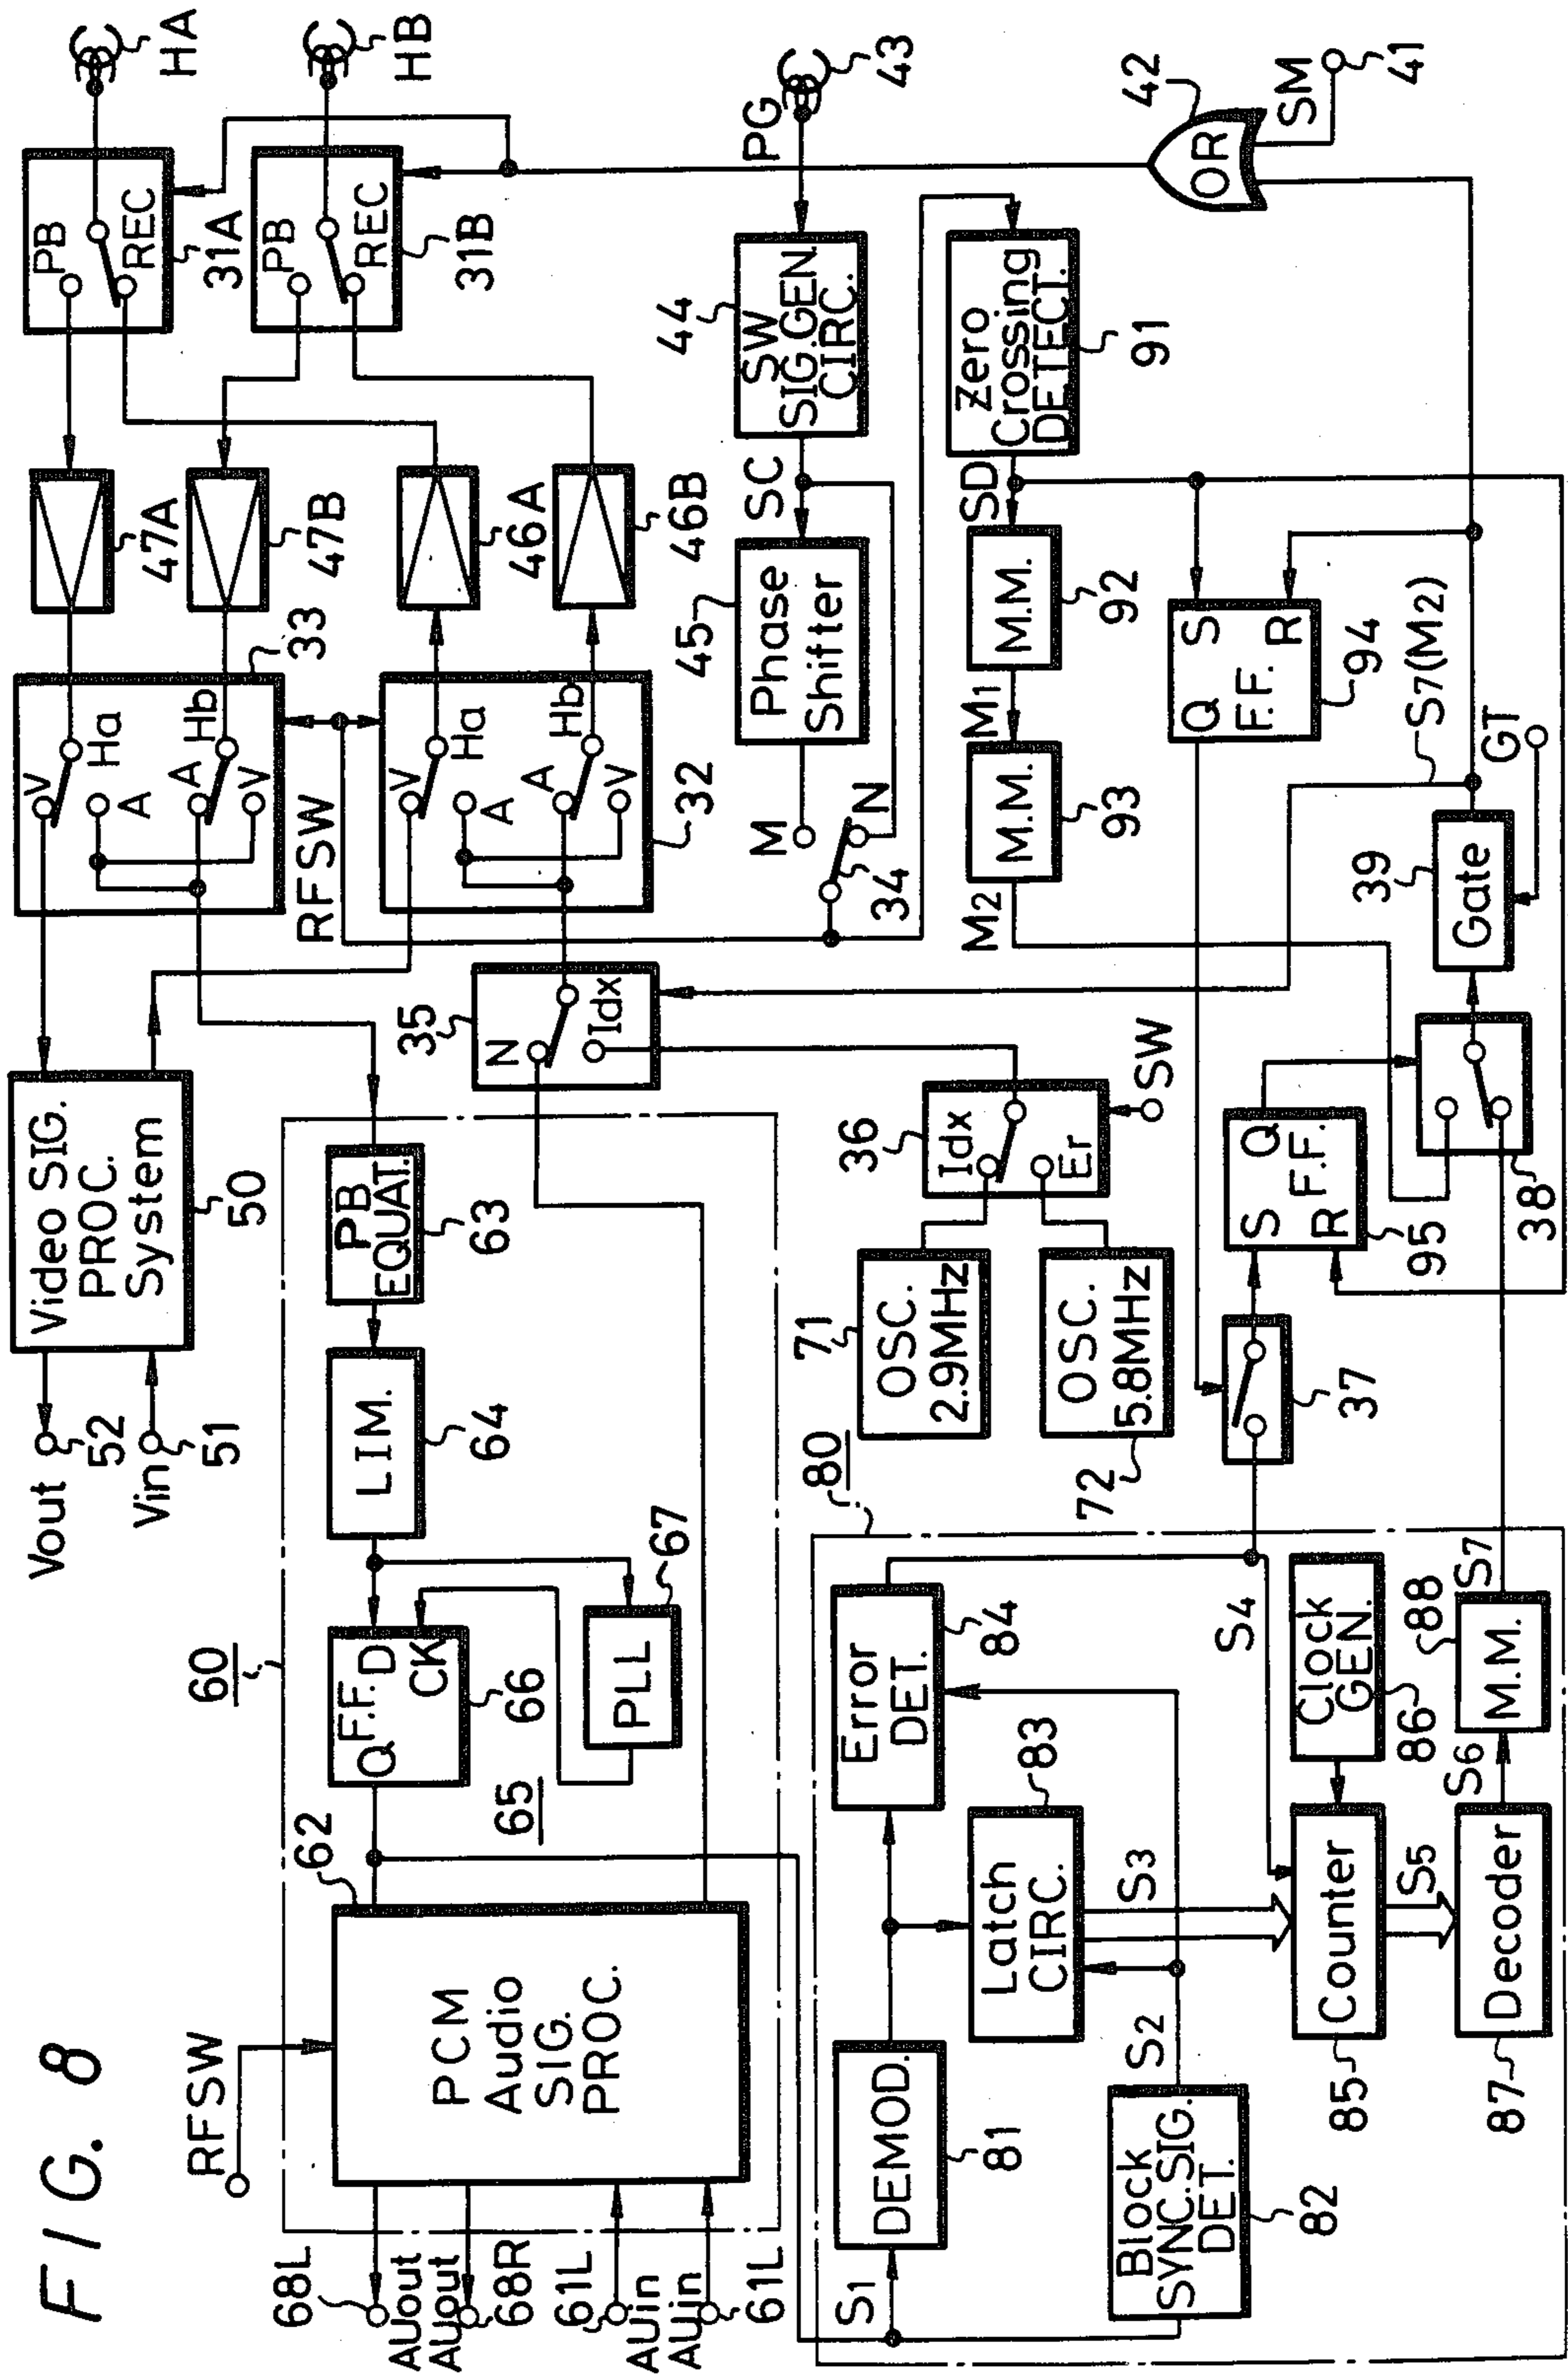 FIG. 8
Vout
52
Vin
51
Video SIG.
PROC.
System
50
V
Ha
A
A
Hb
V
33
47A
47B
PB
REC
31A
HA
PB
REC
31B
HB
RFSW
V
Ha
A
A
Hb
V
32
46A
46B
RFSW
60
PCM
Audio
SIG.
PROC.
62
Q
F.F.
D
CK
66
65
LIM.
64
PB
EQUAT.
63
PLL
67
68L
AUout
AUout
68R
61L
AUin
AUin
61L
35
N
Idx
M
N
34
45
Phase
Shifter
SC
44
SW
SIG.GEN.
CIRC.
PG
43
36
Idx
Er
SW
71
OSC.
2.9MHz
OSC.
5.8MHz
72
M2
M.M.
93
M1
M.M.
92
SD
Zero
Crossing
DETECT.
91
80
S1
DEMOD.
81
Block
SYNC.SIG.
DET.
82
S2
Latch
CIRC.
83
S3
Error
DET.
84
S4
Clock
GEN.
86
Counter
85
S5
Decoder
87
S6
M.M.
88
S7
37
S
Q
F.F.
R
95
38
39
Gate
GT
S7(M2)
Q
S
F.F.
R
94
OR
42
SM
41